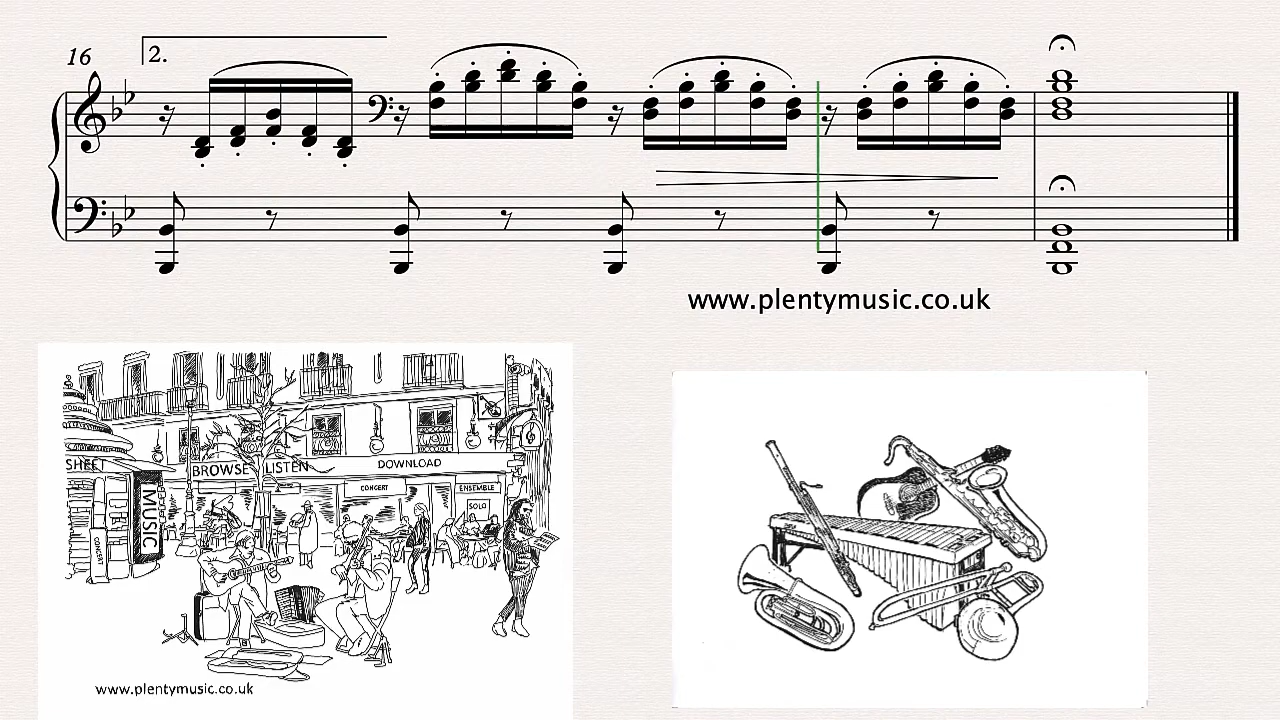 16
2.
www.plentymusic.co.uk
SHEET
BROWSE
LISTEN
DOWNLOAD
CONCERT
ENSEMBLE
SOLO
MUSIC
www.plentymusic.co.uk